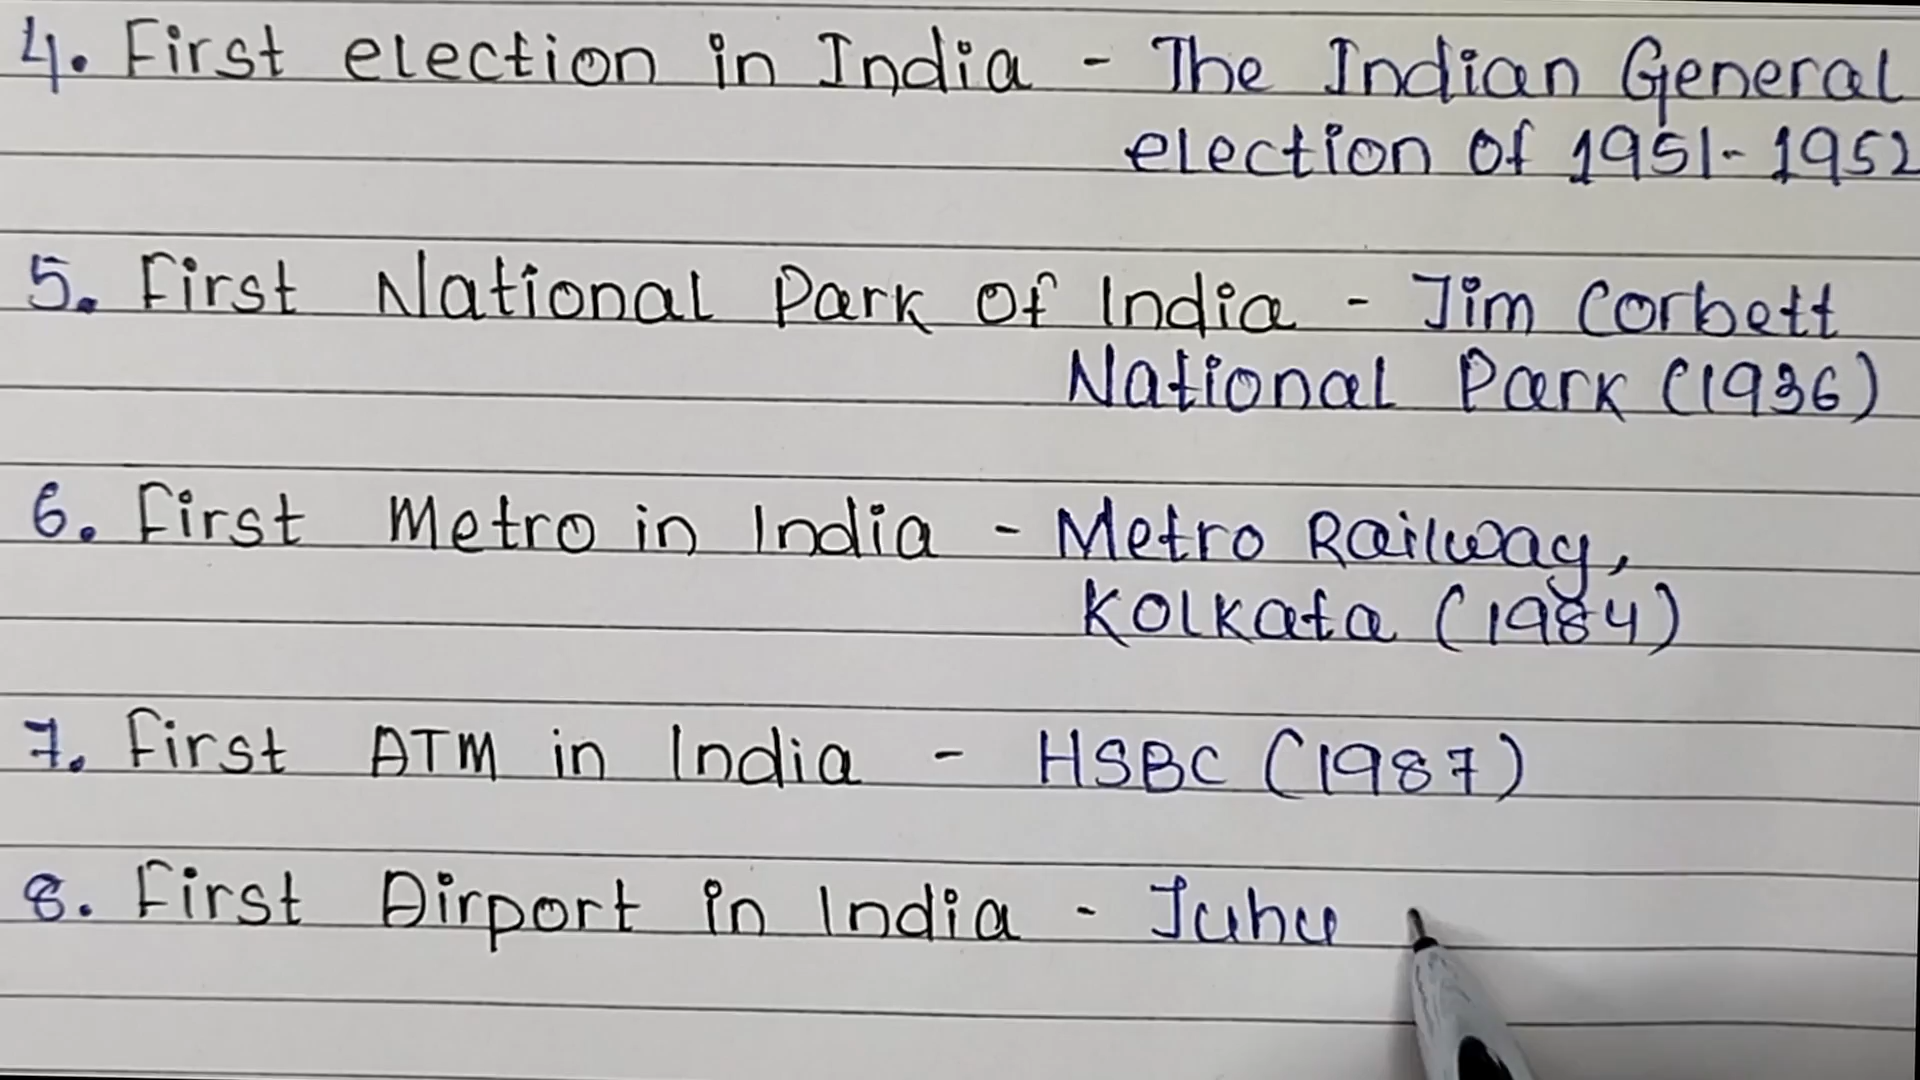 4. First election in India - The Indian General
election of 1951-1952
5. First National Park of India - Jim Corbett
National Park (1936)
6. First Metro in India - Metro Railway,
Kolkata (1984)
7. First ATM in India - HSBC (1987)
8. First Airport in India - Juhu